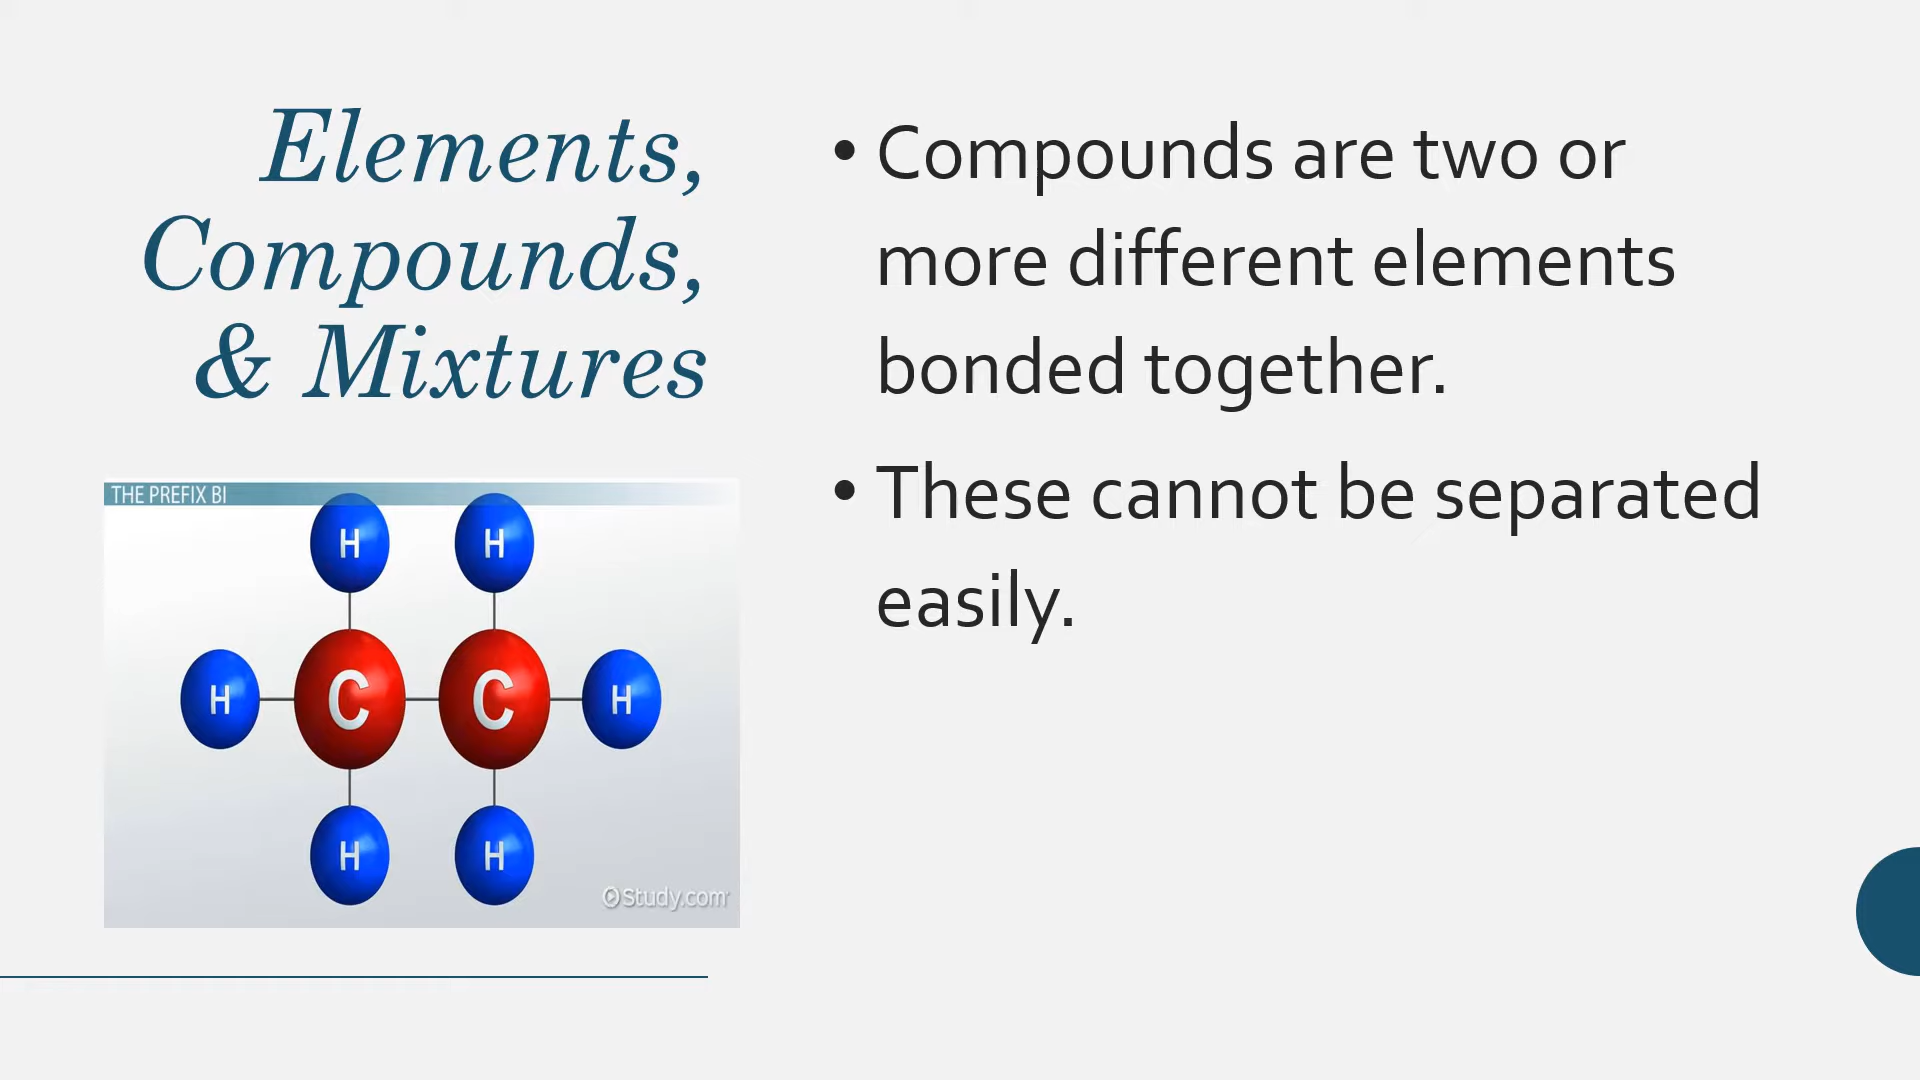 Elements,
Compounds,
& Mixtures
• Compounds are two or
more different elements
bonded together.
• These cannot be separated
easily.
THE PREFIX BI
H H
H C C H
H H
Study.com